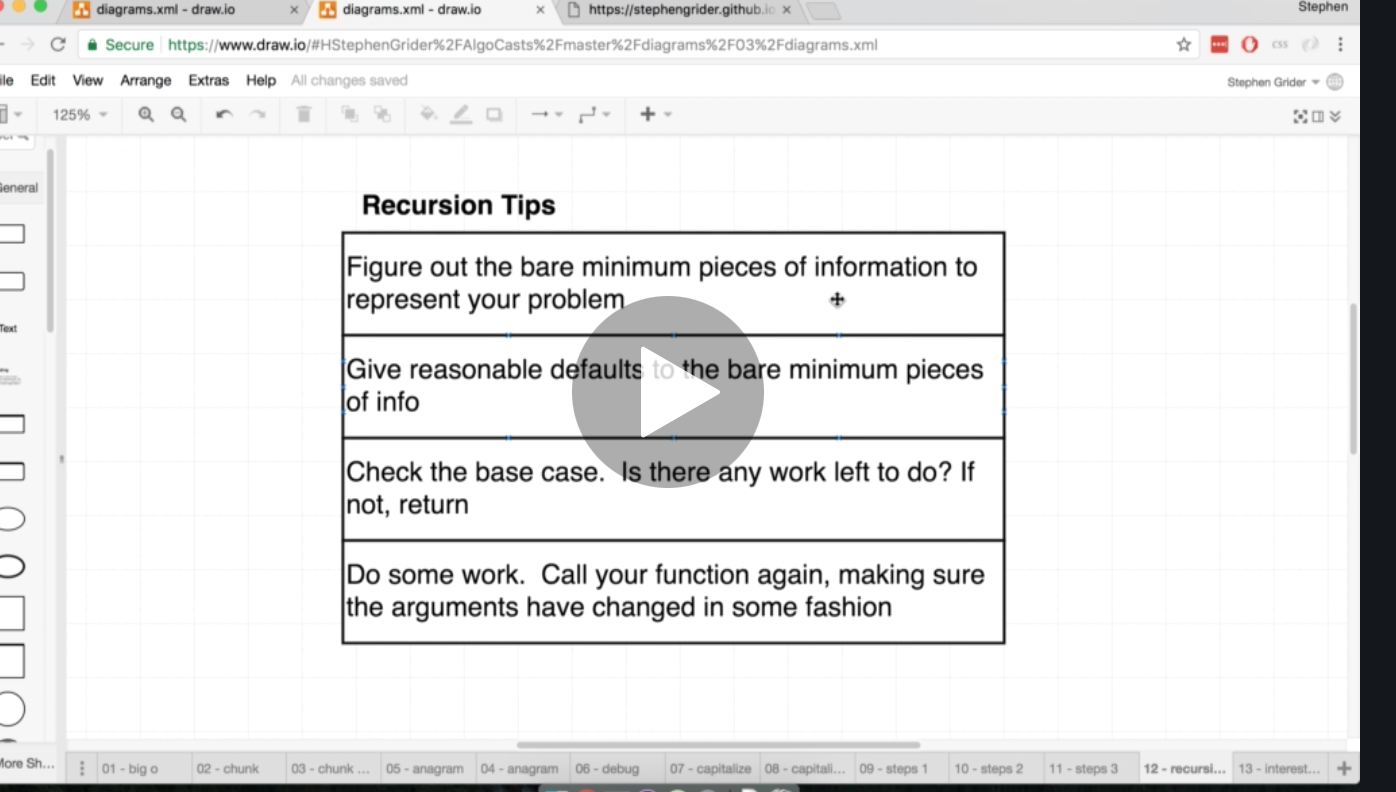 diagrams.xml - draw.io
diagrams.xml - draw.io
https://stephengrider.github.io
Stephen
Secure
https://www.draw.io/#HStephenGrider%2FAlgoCasts%2Fmaster%2Fdiagrams%2F03%2Fdiagrams.xml
css
ile Edit View Arrange Extras Help All changes saved
Stephen Grider
125%
General
Recursion Tips
Figure out the bare minimum pieces of information to
represent your problem
Text
Give reasonable defaults to the bare minimum pieces
of info
Check the base case. Is there any work left to do? If
not, return
Do some work. Call your function again, making sure
the arguments have changed in some fashion
More Sh...
01 - big o
02 - chunk
03 - chunk ...
05 - anagram
04 - anagram
06 - debug
07 - capitalize
08 - capitali...
09 - steps 1
10 - steps 2
11 - steps 3
12 - recursi...
13 - interest...